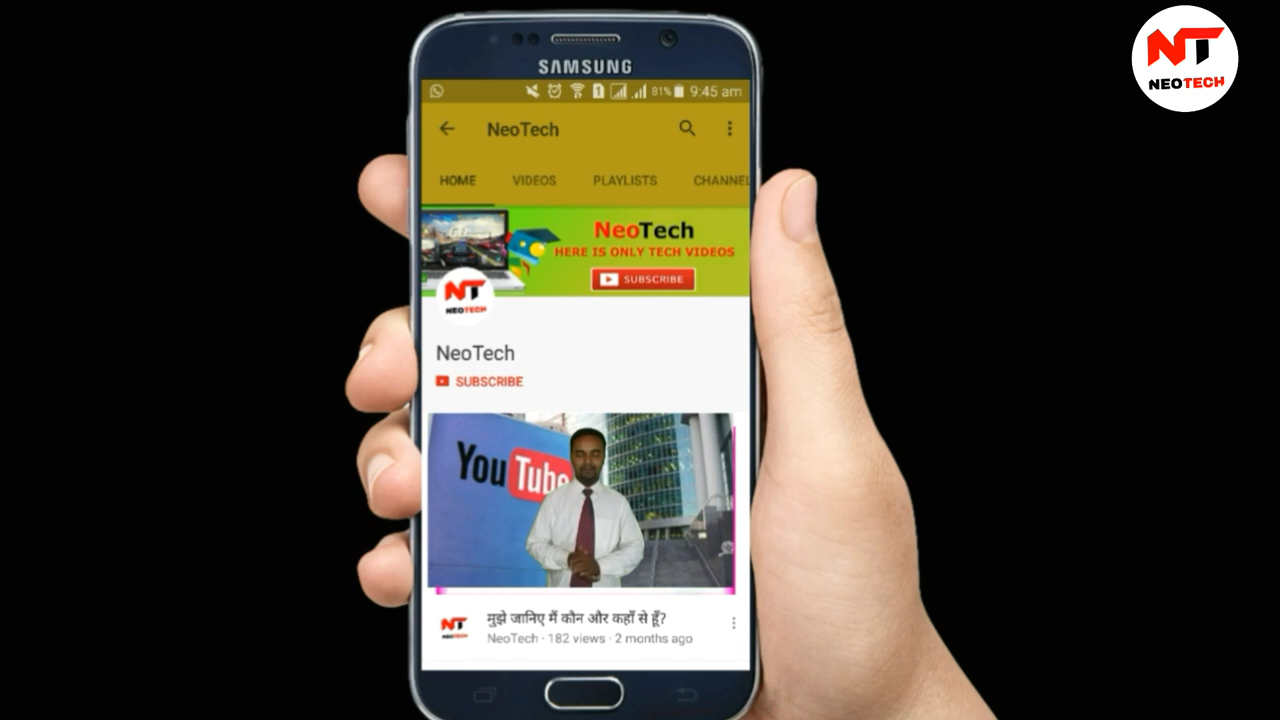 NT
NEOTECH
SAMSUNG
1 81% 9:45 am
NeoTech
HOME VIDEOS PLAYLISTS CHANNEL
NeoTech
HERE IS ONLY TECH VIDEOS
SUBSCRIBE
NT
NEOTECH
NeoTech
SUBSCRIBE
YouTube
मुझे जानिए मैं कौन और कहाँ से हूँ?
NT
NEOTECH
NeoTech · 182 views · 2 months ago